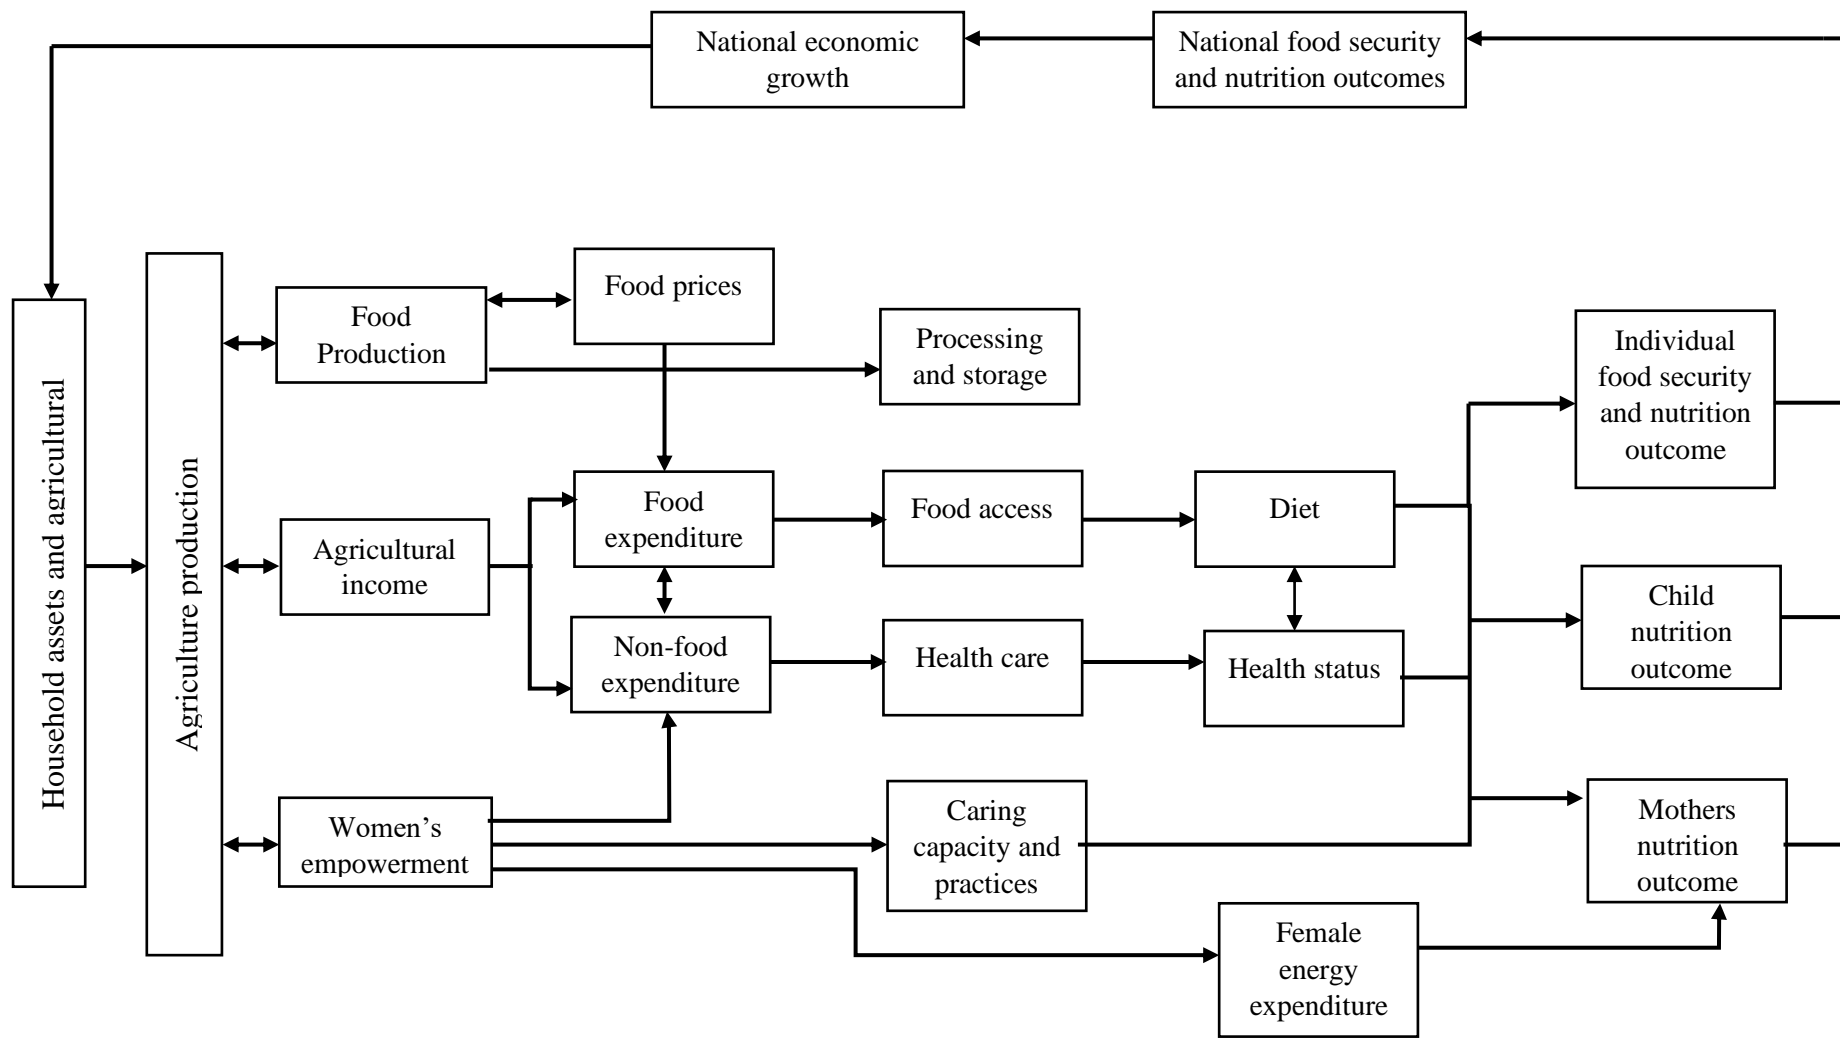 National economic
growth
National food security
and nutrition outcomes
Household assets and agricultural
Agriculture production
Food
Production
Food prices
Processing
and storage
Individual
food security
and nutrition
outcome
Agricultural
income
Food
expenditure
Food access
Diet
Non-food
expenditure
Health care
Health status
Child
nutrition
outcome
Women’s
empowerment
Caring
capacity and
practices
Mothers
nutrition
outcome
Female
energy
expenditure